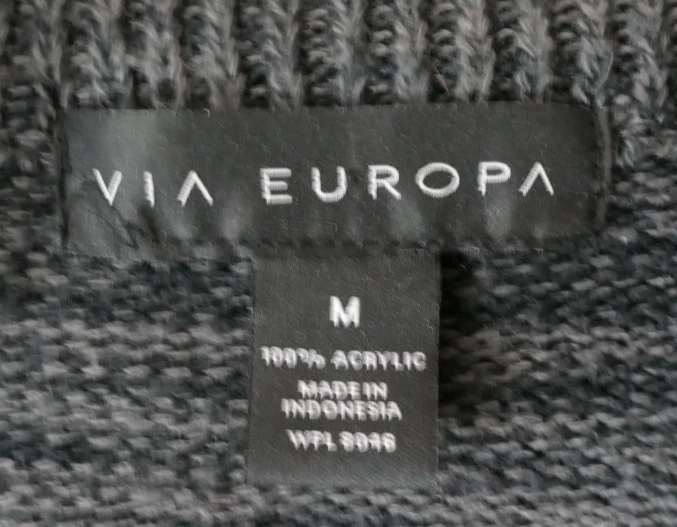 VIA EUROPA
M
100% ACRYLIC
MADE IN
INDONESIA
WPL 8046